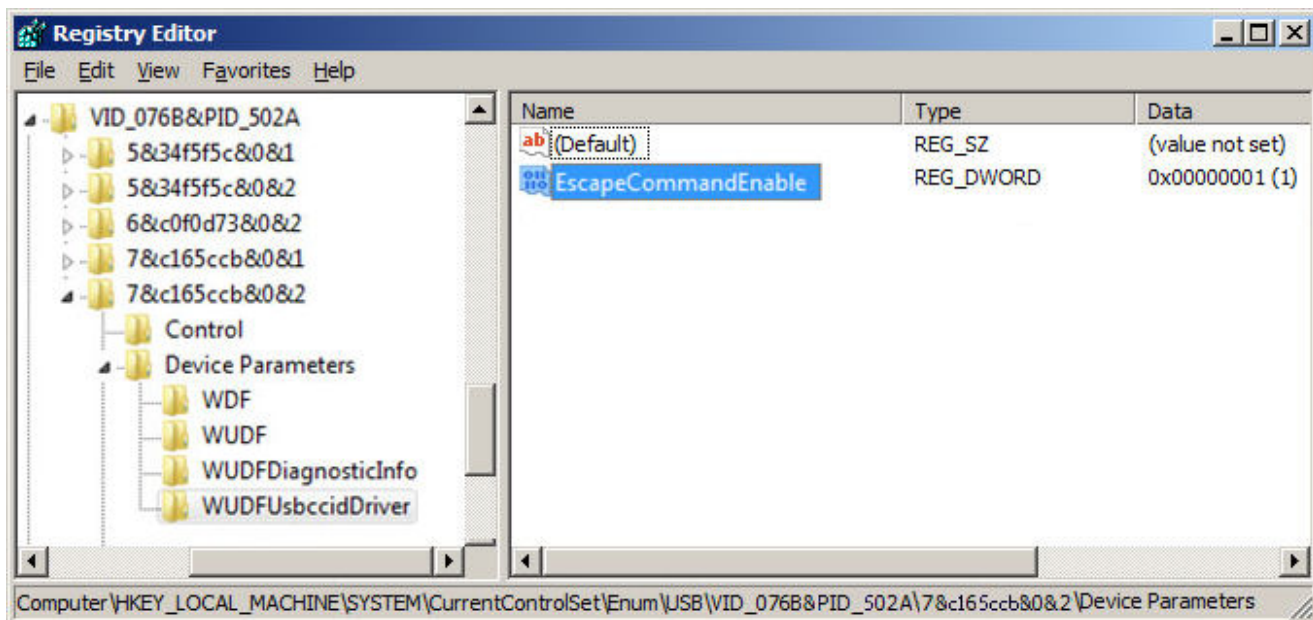 Registry Editor
File Edit View Favorites Help
VID_076B&PID_502A
5&34f5f5c&0&1
5&34f5f5c&0&2
6&c0f0d73&0&2
7&c165ccb&0&1
7&c165ccb&0&2
Control
Device Parameters
WDF
WUDF
WUDFDiagnosticInfo
WUDFUsbccidDriver
Name Type Data
ab (Default) REG_SZ (value not set)
EscapeCommandEnable REG_DWORD 0x00000001 (1)
Computer\HKEY_LOCAL_MACHINE\SYSTEM\CurrentControlSet\Enum\USB\VID_076B&PID_502A\7&c165ccb&0&2\Device Parameters